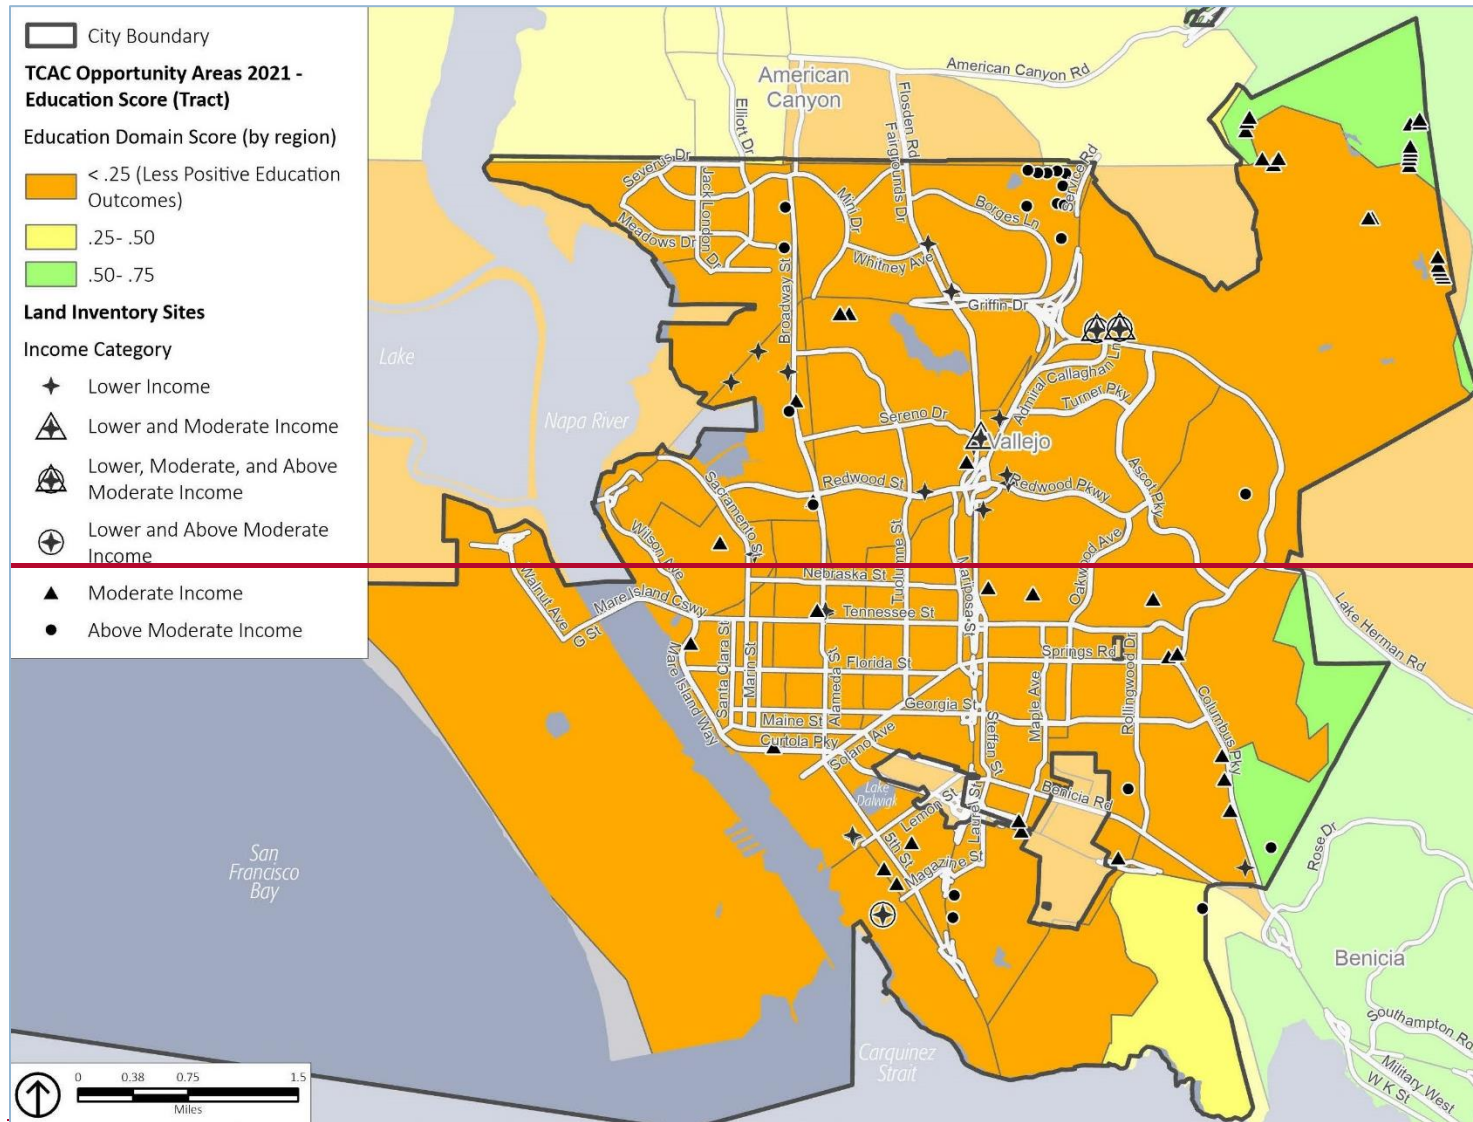 City Boundary
TCAC Opportunity Areas 2021 -
Education Score (Tract)
Education Domain Score (by region)
< .25 (Less Positive Education
Outcomes)
.25- .50
.50- .75
Land Inventory Sites
Income Category
Lower Income
Lower and Moderate Income
Lower, Moderate, and Above
Moderate Income
Lower and Above Moderate
Income
Moderate Income
Above Moderate Income
American
Canyon
American Canyon Rd
Elliott Dr
Flosden Rd
Fairgrounds Dr
Service Rd
Severus Dr
Jack London Dr
Meadows Dr
Broadway St
Mini Dr
Whitney Ave
Borges Ln
Griffin Dr
Lake
Napa River
Admiral Callaghan Ln
Turner Pky
Sereno Dr
Vallejo
Ascot Pky
Redwood St
Redwood Pkwy
Sacramento St
Wilson Ave
Tuolumne St
Mariposa St
Oakwood Ave
Nebraska St
Walnut Ave
G St
Mare Island Cswy
Tennessee St
Lake Herman Rd
Mare Island Way
Santa Clara St
Marin St
Alameda St
Florida St
Springs Rd
Rollingwood Dr
Maple Ave
Columbus Pky
Georgia St
Maine St
Curtola Pky
Solano Ave
Steffan St
Lake
Dalwigk
Lemon St
Laurel St
Benicia Rd
5th St
Magazine St
Rose Dr
San
Francisco
Bay
Benicia
Southampton Rd
Military West
W K St
Carquinez
Strait
0 0.38 0.75 1.5
Miles